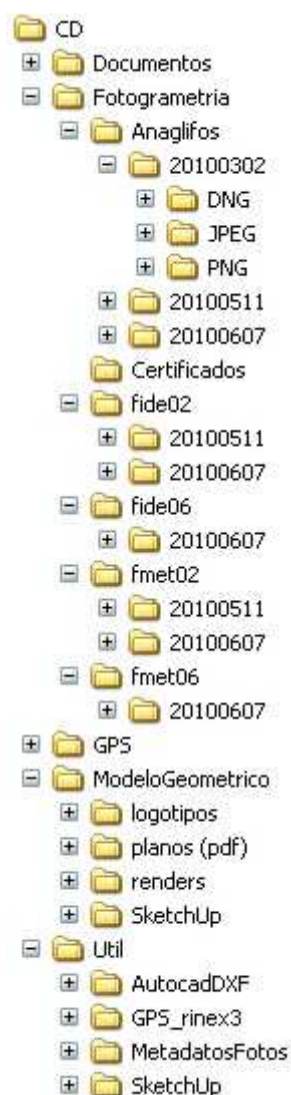 CD
Documentos
Fotogrametria
Anaglifos
20100302
DNG
JPEG
PNG
20100511
20100607
Certificados
fide02
20100511
20100607
fide06
20100607
fmet02
20100511
20100607
fmet06
20100607
GPS
ModeloGeometrico
logotipos
planos (pdf)
renders
SketchUp
Util
AutocadDXF
GPS_rinex3
MetadatosFotos
SketchUp